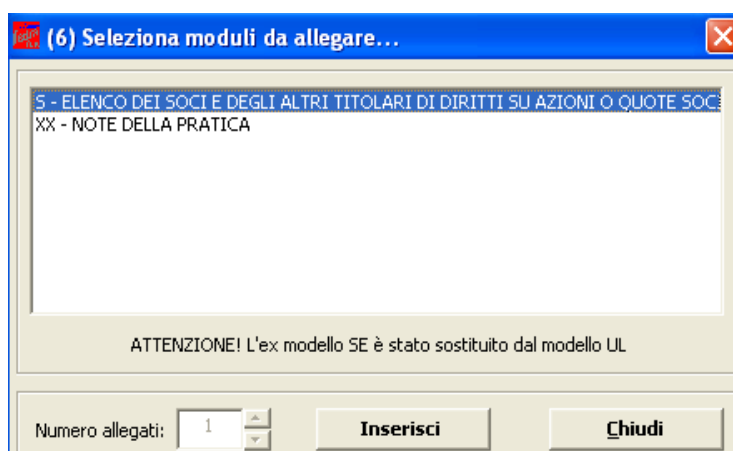 (6) Seleziona moduli da allegare...
S - ELENCO DEI SOCI E DEGLI ALTRI TITOLARI DI DIRITTI SU AZIONI O QUOTE SOC
XX - NOTE DELLA PRATICA
ATTENZIONE! L'ex modello SE è stato sostituito dal modello UL
Numero allegati: 1 Inserisci Chiudi